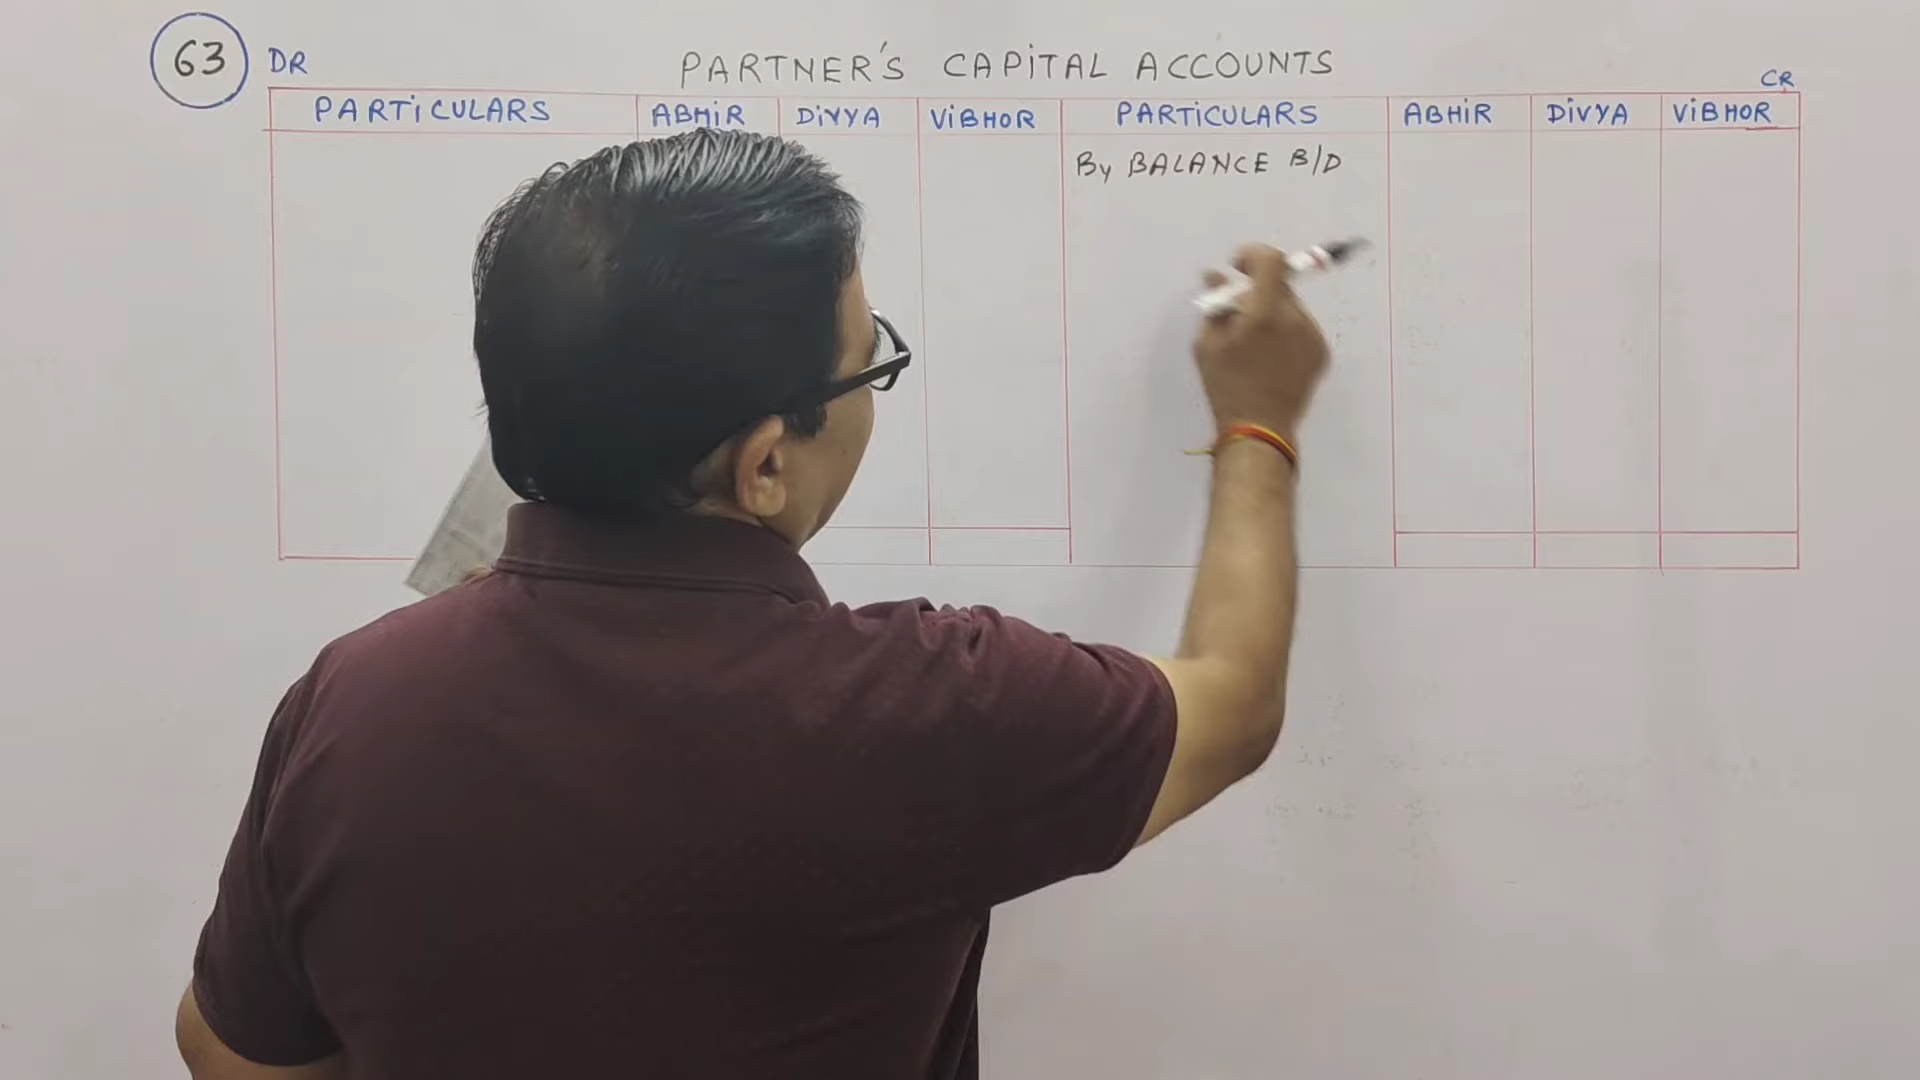 63 DR PARTNER'S CAPITAL ACCOUNTS CR
PARTICULARS ABHIR DIVYA VIBHOR PARTICULARS ABHIR DIVYA VIBHOR
By BALANCE B/D